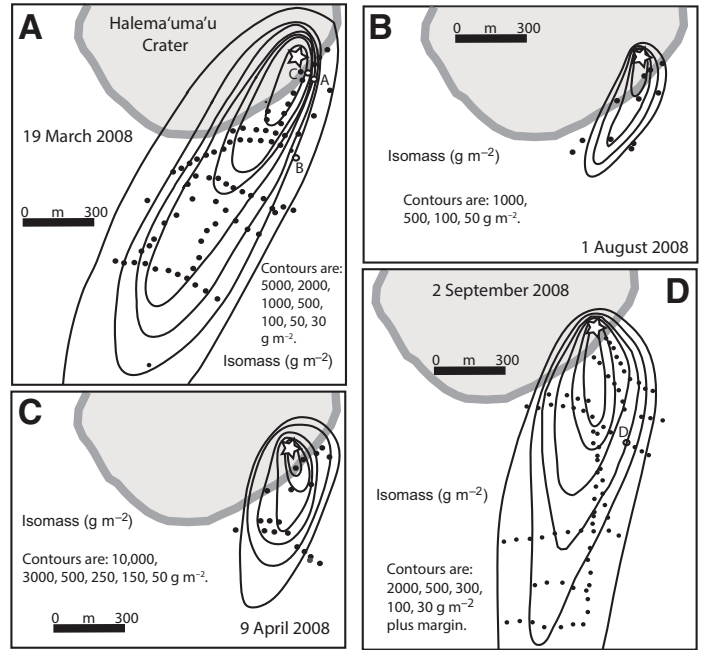 A
Halema'uma'u
Crater
C
A
19 March 2008
B
0 m 300
Contours are:
5000, 2000,
1000, 500,
100, 50, 30
g m–2.
Isomass (g m–2)
B
0 m 300
Isomass (g m–2)
Contours are: 1000,
500, 100, 50 g m–2.
1 August 2008
C
Isomass (g m–2)
Contours are: 10,000,
3000, 500, 250, 150, 50 g m–2.
0 m 300
9 April 2008
2 September 2008
D
0 m 300
D
Isomass (g m–2)
Contours are:
2000, 500, 300,
100, 30 g m–2
plus margin.